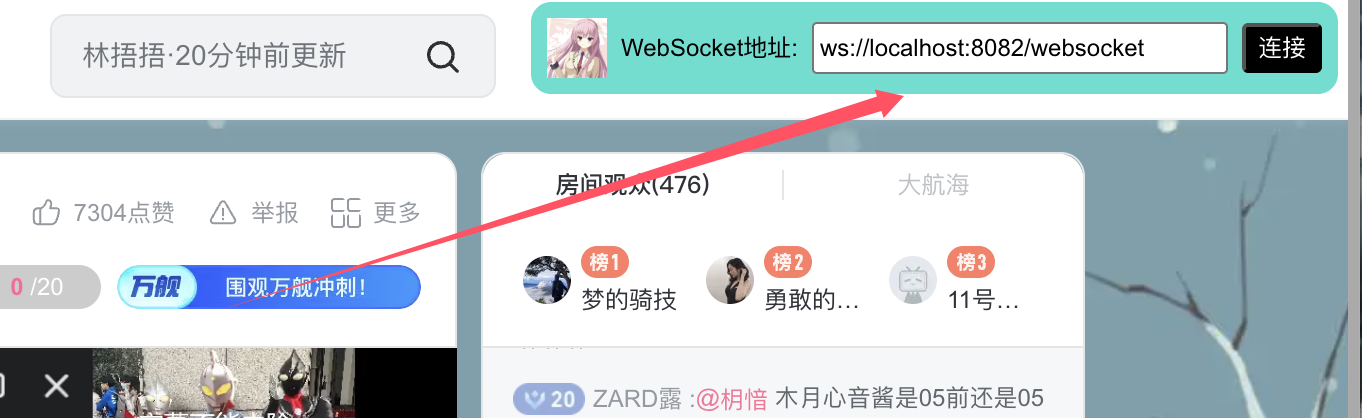 林捂捂·20分钟前更新
WebSocket地址: ws://localhost:8082/websocket 连接
7304点赞 举报 更多
0 /20 万舰 围观万舰冲刺!
房间观众(476) 大航海
榜1 榜2 榜3
梦的骑技 勇敢的... 11号...
20 ZARD露 :@枂愔 木月心音酱是05前还是05